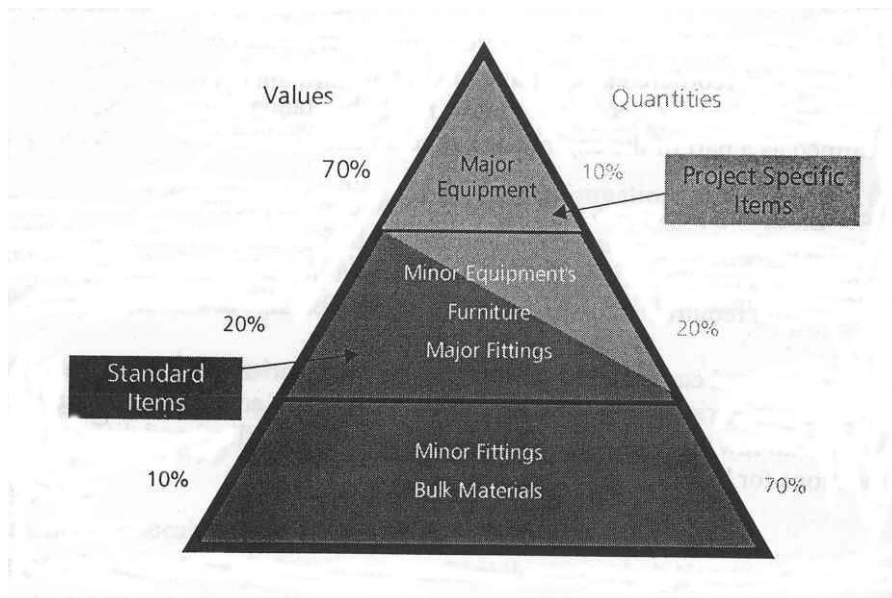 Values
Quantities
70%
Major
Equipment
10%
Project Specific
Items
Minor Equipment's
Furniture
Major Fittings
20%
20%
Standard
Items
Minor Fittings
Bulk Materials
10%
70%